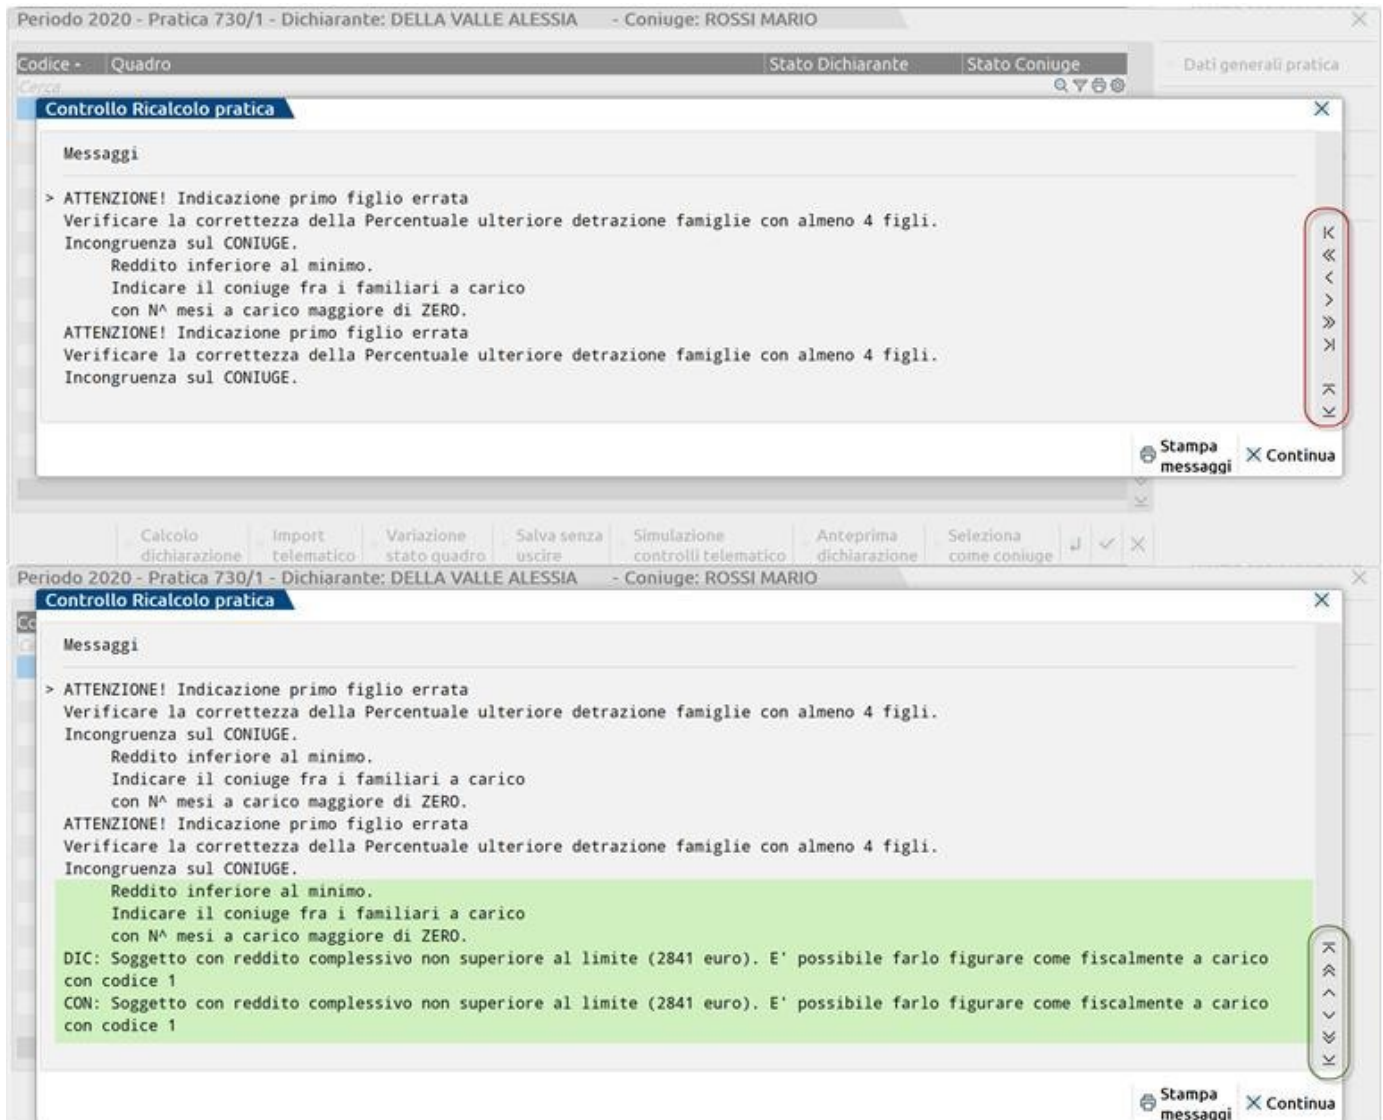 Periodo 2020 - Pratica 730/1 - Dichiarante: DELLA VALLE ALESSIA - Coniuge: ROSSI MARIO
Codice Quadro Stato Dichiarante Stato Coniuge
Dati generali pratica
Cerca
Controllo Ricalcolo pratica
Messaggi
> ATTENZIONE! Indicazione primo figlio errata
Verificare la correttezza della Percentuale ulteriore detrazione famiglie con almeno 4 figli.
Incongruenza sul CONIUGE.
Reddito inferiore al minimo.
Indicare il coniuge fra i familiari a carico
con N^ mesi a carico maggiore di ZERO.
ATTENZIONE! Indicazione primo figlio errata
Verificare la correttezza della Percentuale ulteriore detrazione famiglie con almeno 4 figli.
Incongruenza sul CONIUGE.
Stampa
messaggi
Continua
Calcolo
dichiarazione
Import
telematico
Variazione
stato quadro
Salva senza
uscire
Simulazione
controlli telematico
Anteprima
dichiarazione
Seleziona
come coniuge
Periodo 2020 - Pratica 730/1 - Dichiarante: DELLA VALLE ALESSIA - Coniuge: ROSSI MARIO
Controllo Ricalcolo pratica
Messaggi
> ATTENZIONE! Indicazione primo figlio errata
Verificare la correttezza della Percentuale ulteriore detrazione famiglie con almeno 4 figli.
Incongruenza sul CONIUGE.
Reddito inferiore al minimo.
Indicare il coniuge fra i familiari a carico
con N^ mesi a carico maggiore di ZERO.
ATTENZIONE! Indicazione primo figlio errata
Verificare la correttezza della Percentuale ulteriore detrazione famiglie con almeno 4 figli.
Incongruenza sul CONIUGE.
Reddito inferiore al minimo.
Indicare il coniuge fra i familiari a carico
con N^ mesi a carico maggiore di ZERO.
DIC: Soggetto con reddito complessivo non superiore al limite (2841 euro). E' possibile farlo figurare come fiscalmente a carico
con codice 1
CON: Soggetto con reddito complessivo non superiore al limite (2841 euro). E' possibile farlo figurare come fiscalmente a carico
con codice 1
Stampa
messaggi
Continua